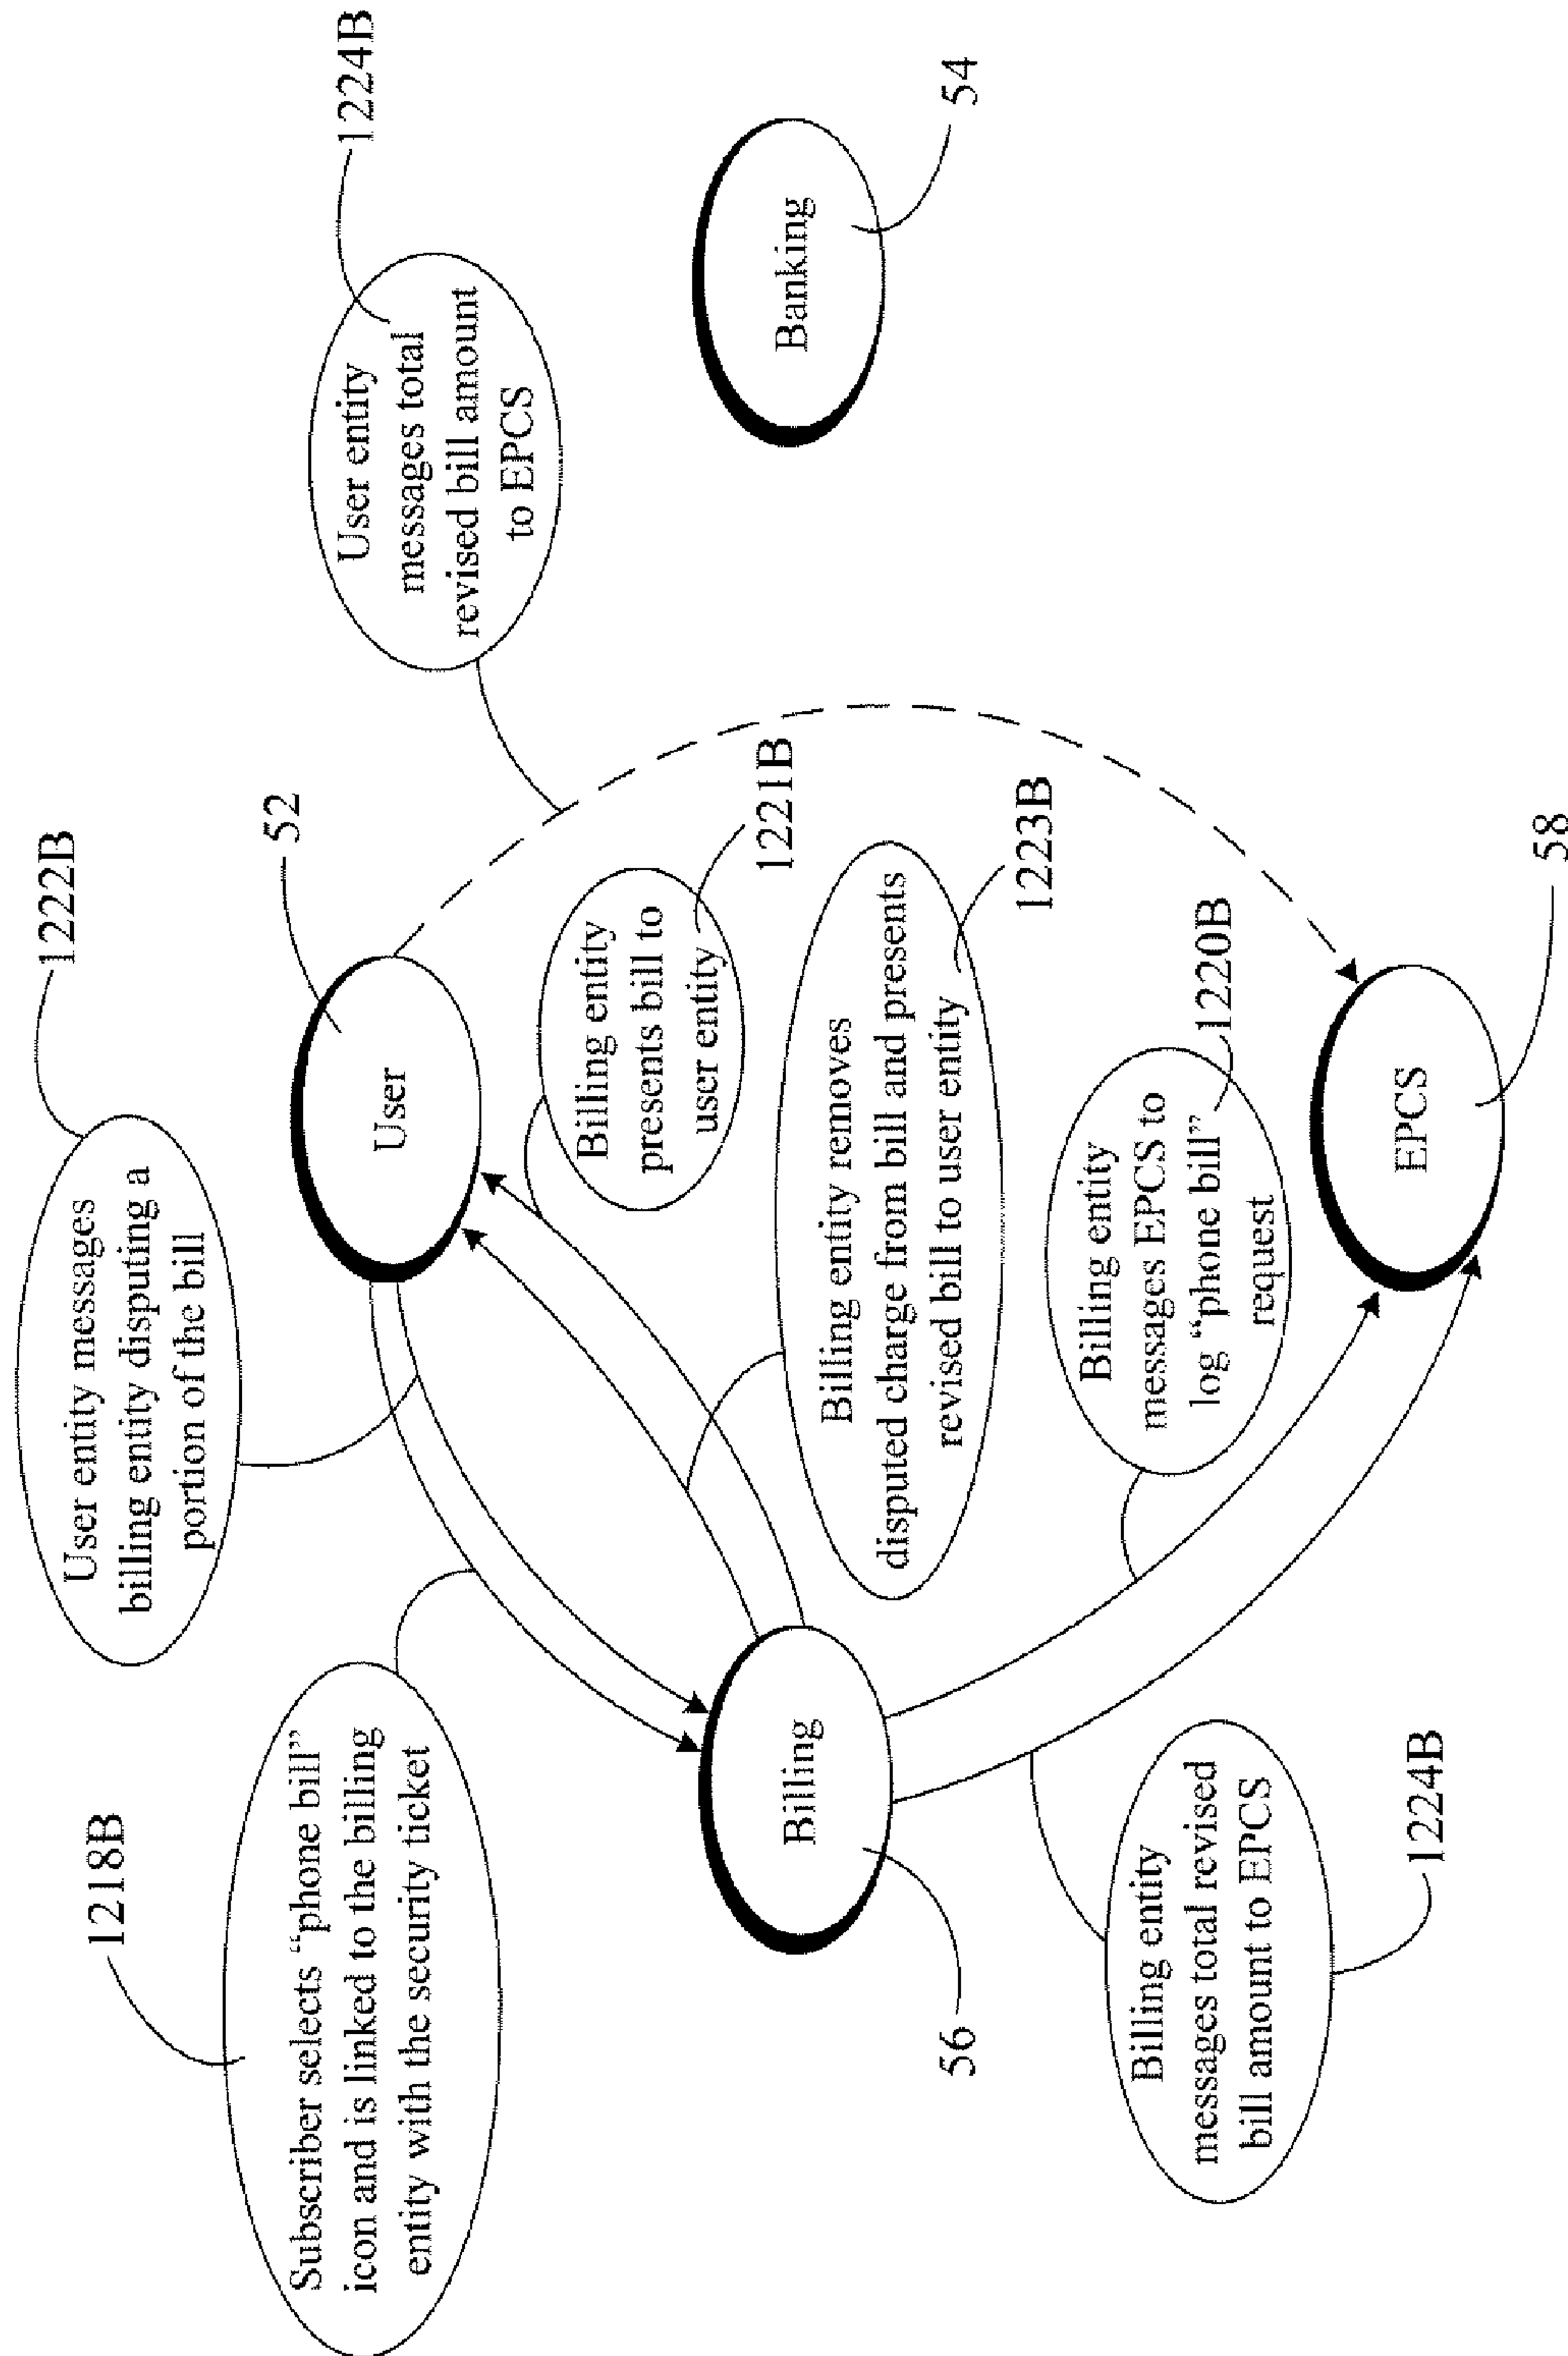 1222B
User entity messages
billing entity disputing a
portion of the bill
1218B
Subscriber selects “phone bill”
icon and is linked to the billing
entity with the security ticket
52
User
1224B
User entity
messages total
revised bill amount
to EPCS
Billing entity
presents bill to
user entity
1221B
Banking
54
Billing
56
Billing entity removes
disputed charge from bill and presents
revised bill to user entity
1223B
Billing entity
messages EPCS to
log “phone bill”
request
1220B
Billing entity
messages total revised
bill amount to EPCS
1224B
EPCS
58